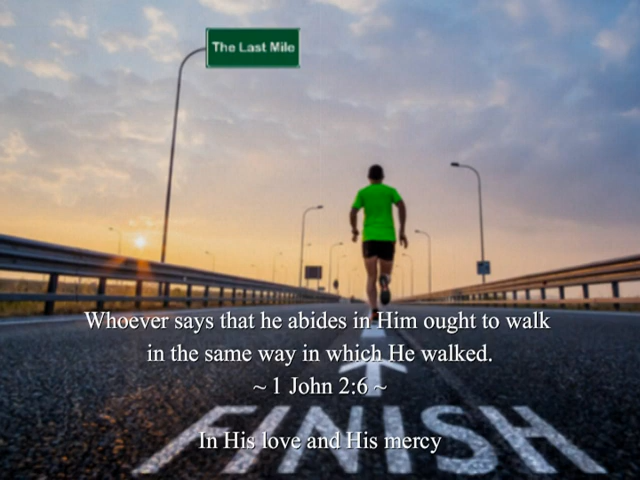 The Last Mile
Whoever says that he abides in Him ought to walk
in the same way in which He walked.
~ 1 John 2:6 ~
In His love and His mercy
FINISH